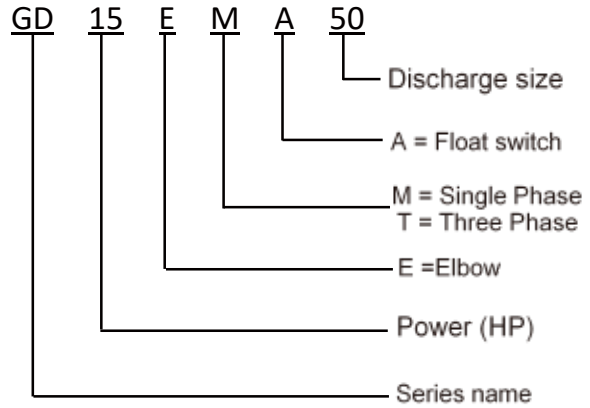 GD 15 E M A 50
Discharge size
A = Float switch
M = Single Phase
T = Three Phase
E =Elbow
Power (HP)
Series name